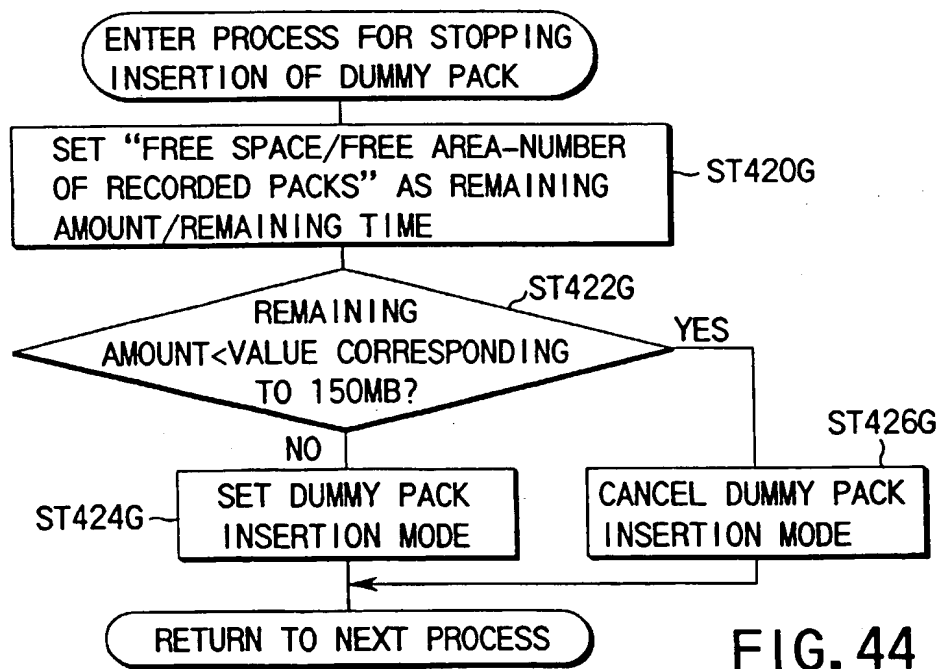 ENTER PROCESS FOR STOPPING
INSERTION OF DUMMY PACK
SET “FREE SPACE/FREE AREA-NUMBER
OF RECORDED PACKS” AS REMAINING
AMOUNT/REMAINING TIME
ST420G
ST422G
REMAINING
AMOUNT<VALUE CORRESPONDING
TO 150MB?
YES
NO
ST426G
ST424G
SET DUMMY PACK
INSERTION MODE
CANCEL DUMMY PACK
INSERTION MODE
RETURN TO NEXT PROCESS
FIG. 44